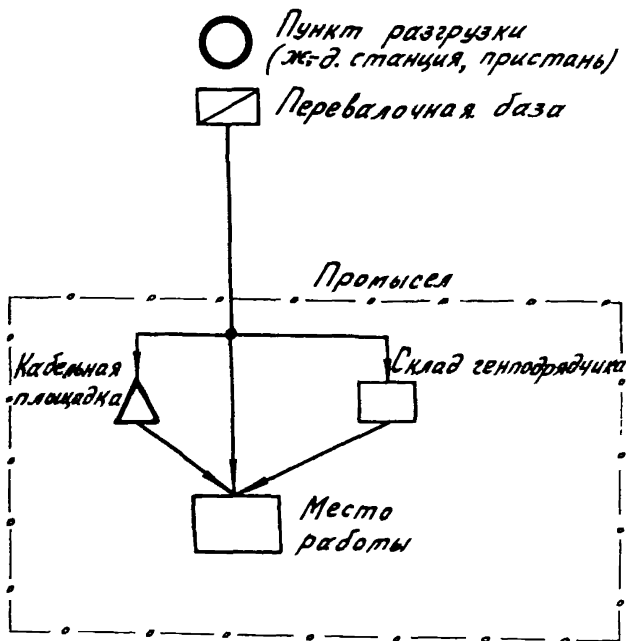 Пункт разгрузки
(ж.-д. станция, пристань)
Перевалочная база
Промысел
Кабельная
площадка
Склад генподрядчика
Место
работы